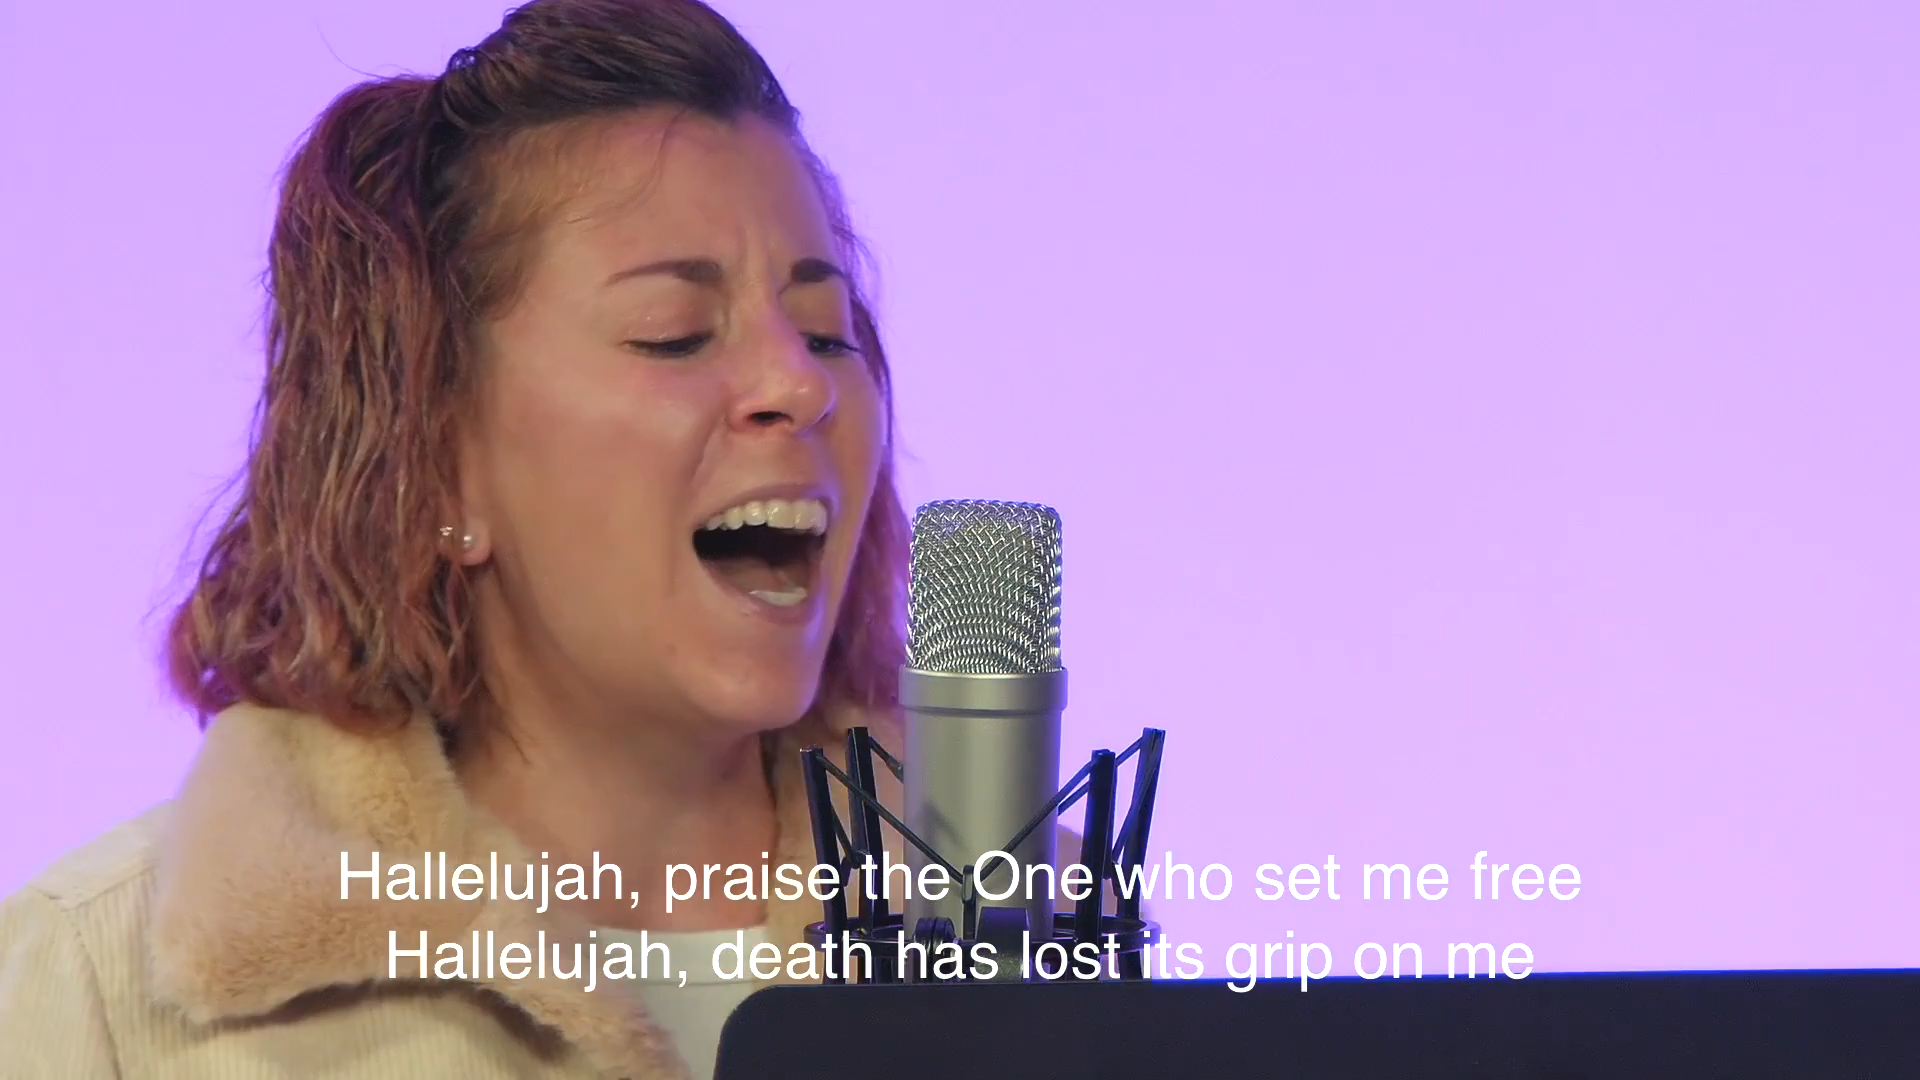 Hallelujah, praise the One who set me free
Hallelujah, death has lost its grip on me